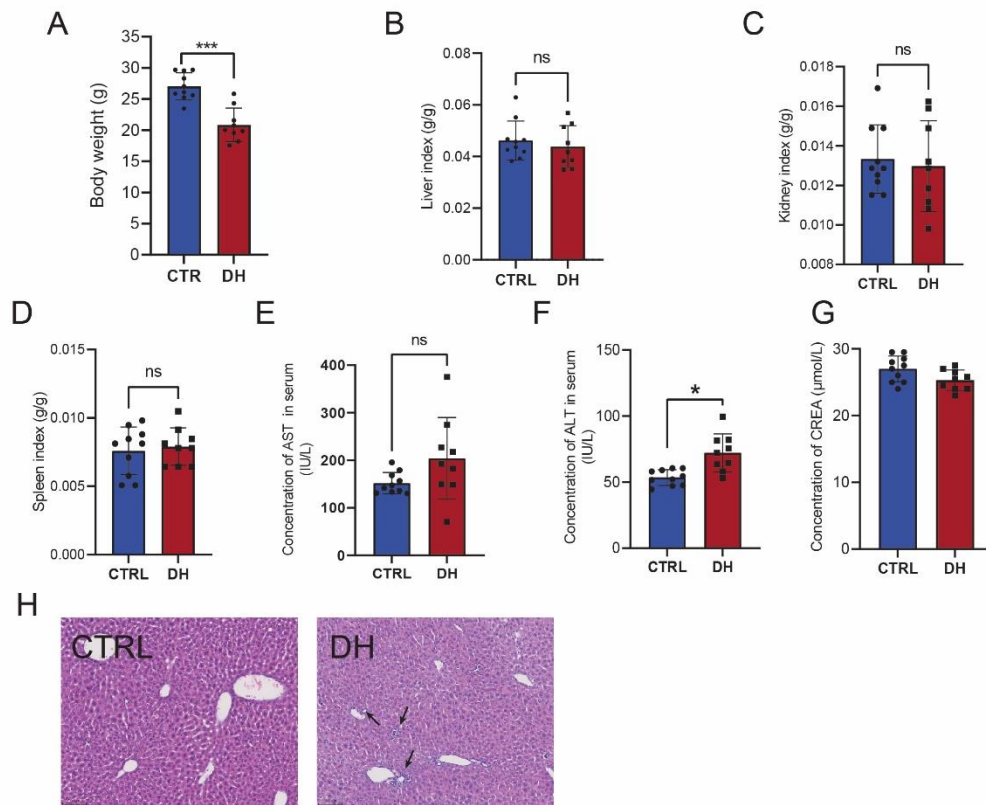 A
Body weight (g)
35
30
25
20
15
10
5
0
***
CTR DH
B
Liver index (g/g)
0.08
0.06
0.04
0.02
0.00
ns
CTRL DH
C
Kidney index (g/g)
0.018
0.016
0.014
0.012
0.010
0.008
ns
CTRL DH
D
Spleen index (g/g)
0.015
0.010
0.005
0.000
ns
CTRL DH
E
Concentration of AST in serum
(IU/L)
400
300
200
100
0
ns
CTRL DH
F
Concentration of ALT in serum
(IU/L)
150
100
50
0
*
CTRL DH
G
Concentration of CREA (μmol/L)
30
20
10
0
CTRL DH
H
CTRL
DH